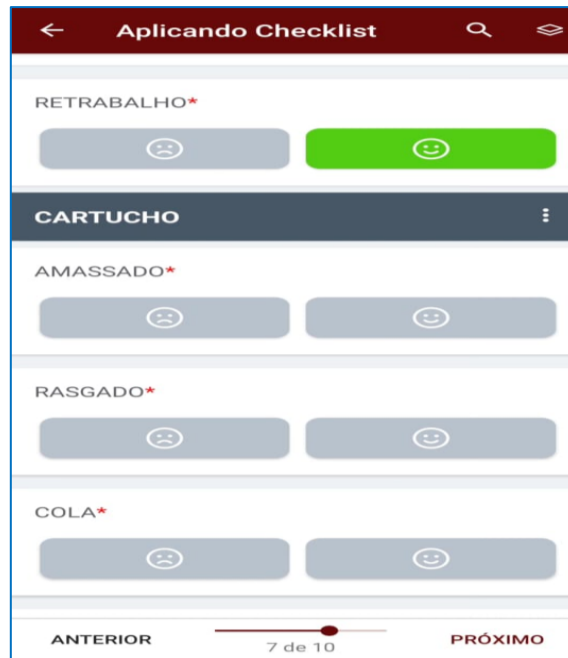 Aplicando Checklist
RETRABALHO*
CARTUCHO
AMASSADO*
RASGADO*
COLA*
ANTERIOR
7 de 10
PRÓXIMO